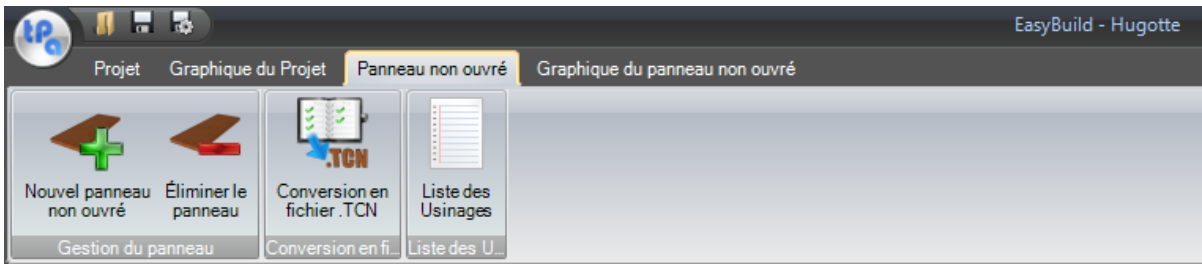 tpa
EasyBuild - Hugotte
Projet Graphique du Projet Panneau non ouvré Graphique du panneau non ouvré
Nouvel panneau Éliminer le Conversion en Liste des
non ouvré panneau fichier .TCN Usinages
.TCN
Gestion du panneau Conversion en fi... Liste des U...